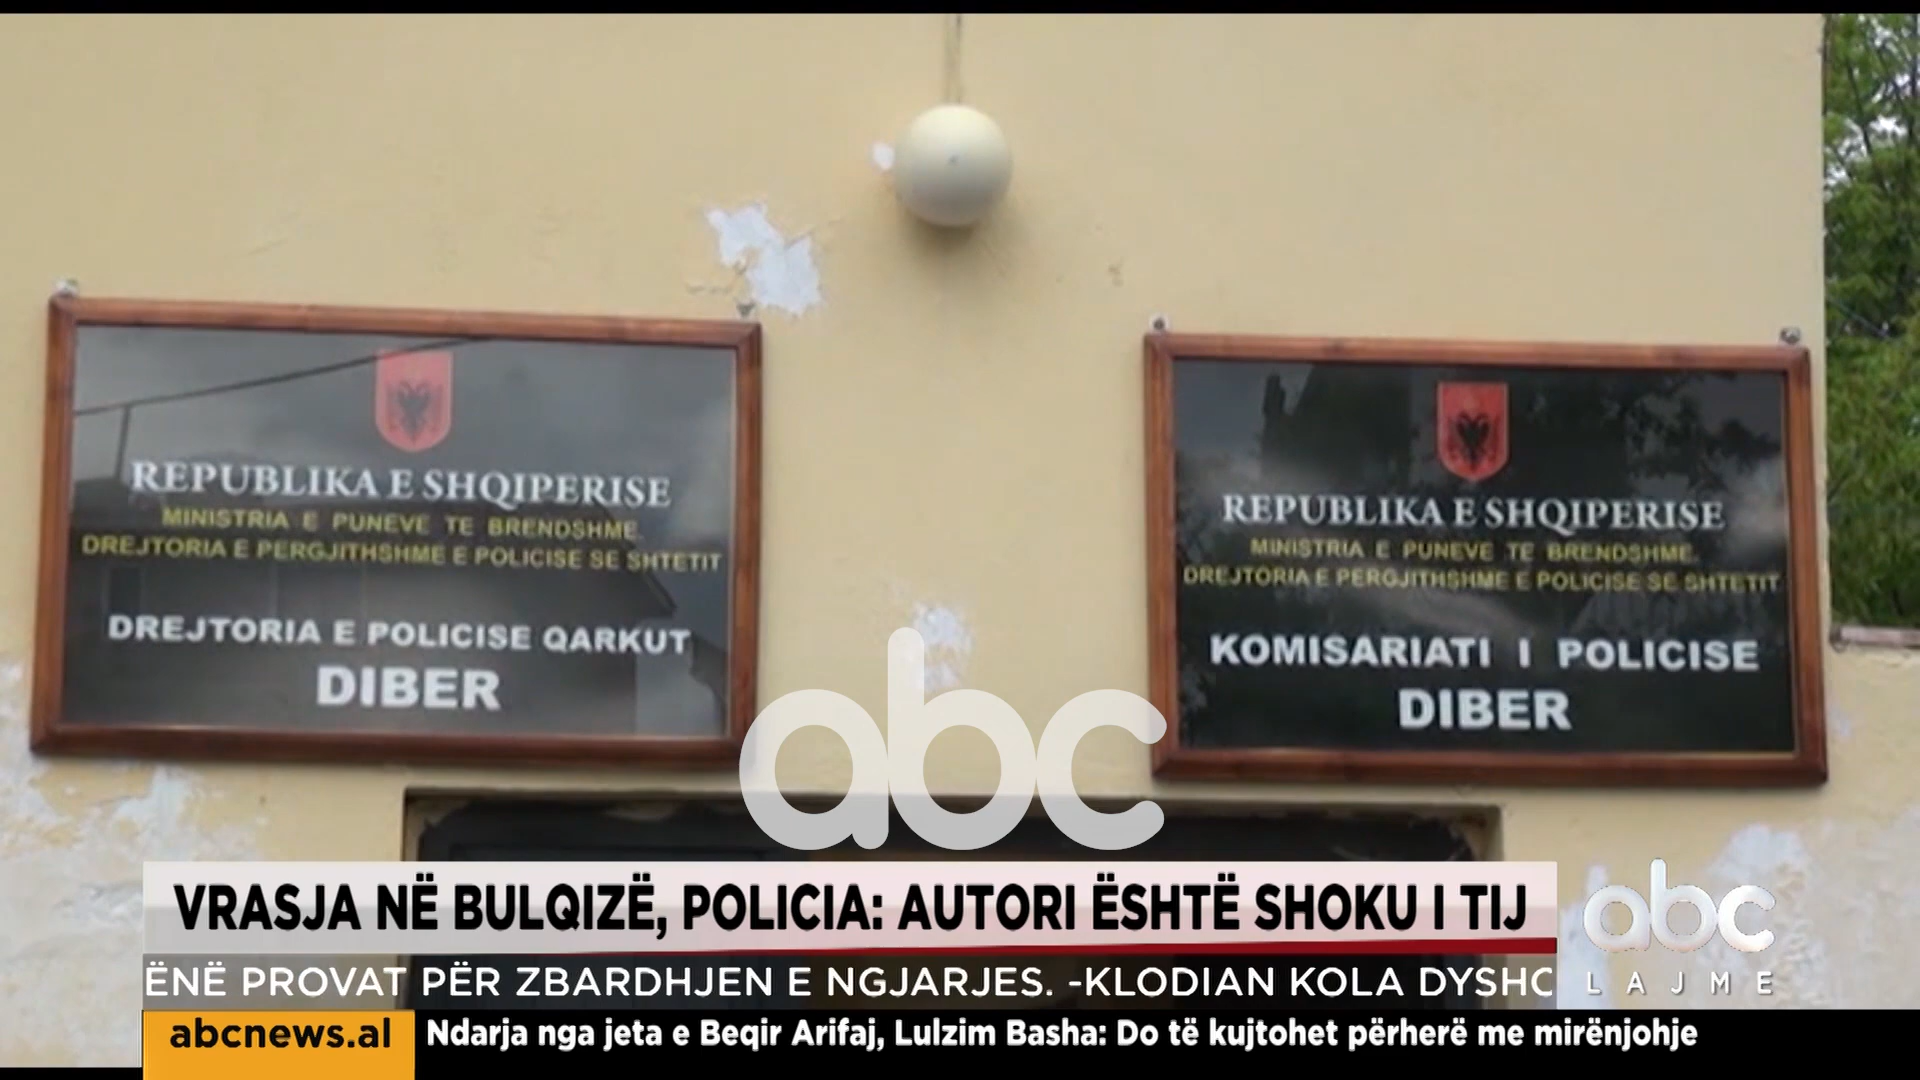 REPUBLIKA E SHQIPERISE
MINISTRIA E PUNEVE TE BRENDSHME
DREJTORIA E PERGJITHSHME E POLICISE SE SHTETIT
DREJTORIA E POLICISE QARKUT
DIBER
REPUBLIKA E SHQIPERISE
MINISTRIA E PUNEVE TE BRENDSHME
DREJTORIA E PERGJITHSHME E POLICISE SE SHTETIT
KOMISARIATI I POLICISE
DIBER
abc
VRASJA NË BULQIZË, POLICIA: AUTORI ËSHTË SHOKU I TIJ
abc
LAJME
ËNË PROVAT PËR ZBARDHJEN E NGJARJES. -KLODIAN KOLA DYSHO
abcnews.al
Ndarja nga jeta e Beqir Arifaj, Lulzim Basha: Do të kujtohet përherë me mirënjohje